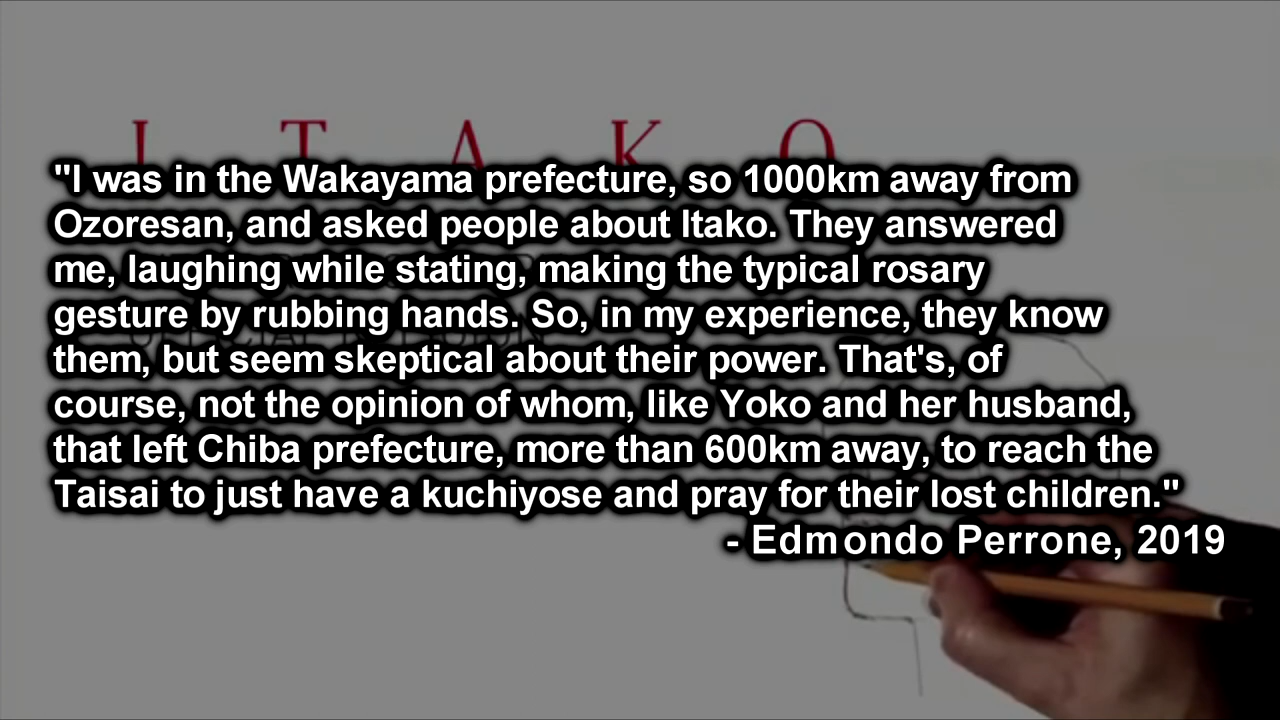 I T A K O
"I was in the Wakayama prefecture, so 1000km away from
Ozoresan, and asked people about Itako. They answered
me, laughing while stating, making the typical rosary
gesture by rubbing hands. So, in my experience, they know
them, but seem skeptical about their power. That's, of
course, not the opinion of whom, like Yoko and her husband,
that left Chiba prefecture, more than 600km away, to reach the
Taisai to just have a kuchiyose and pray for their lost children."
- Edmondo Perrone, 2019